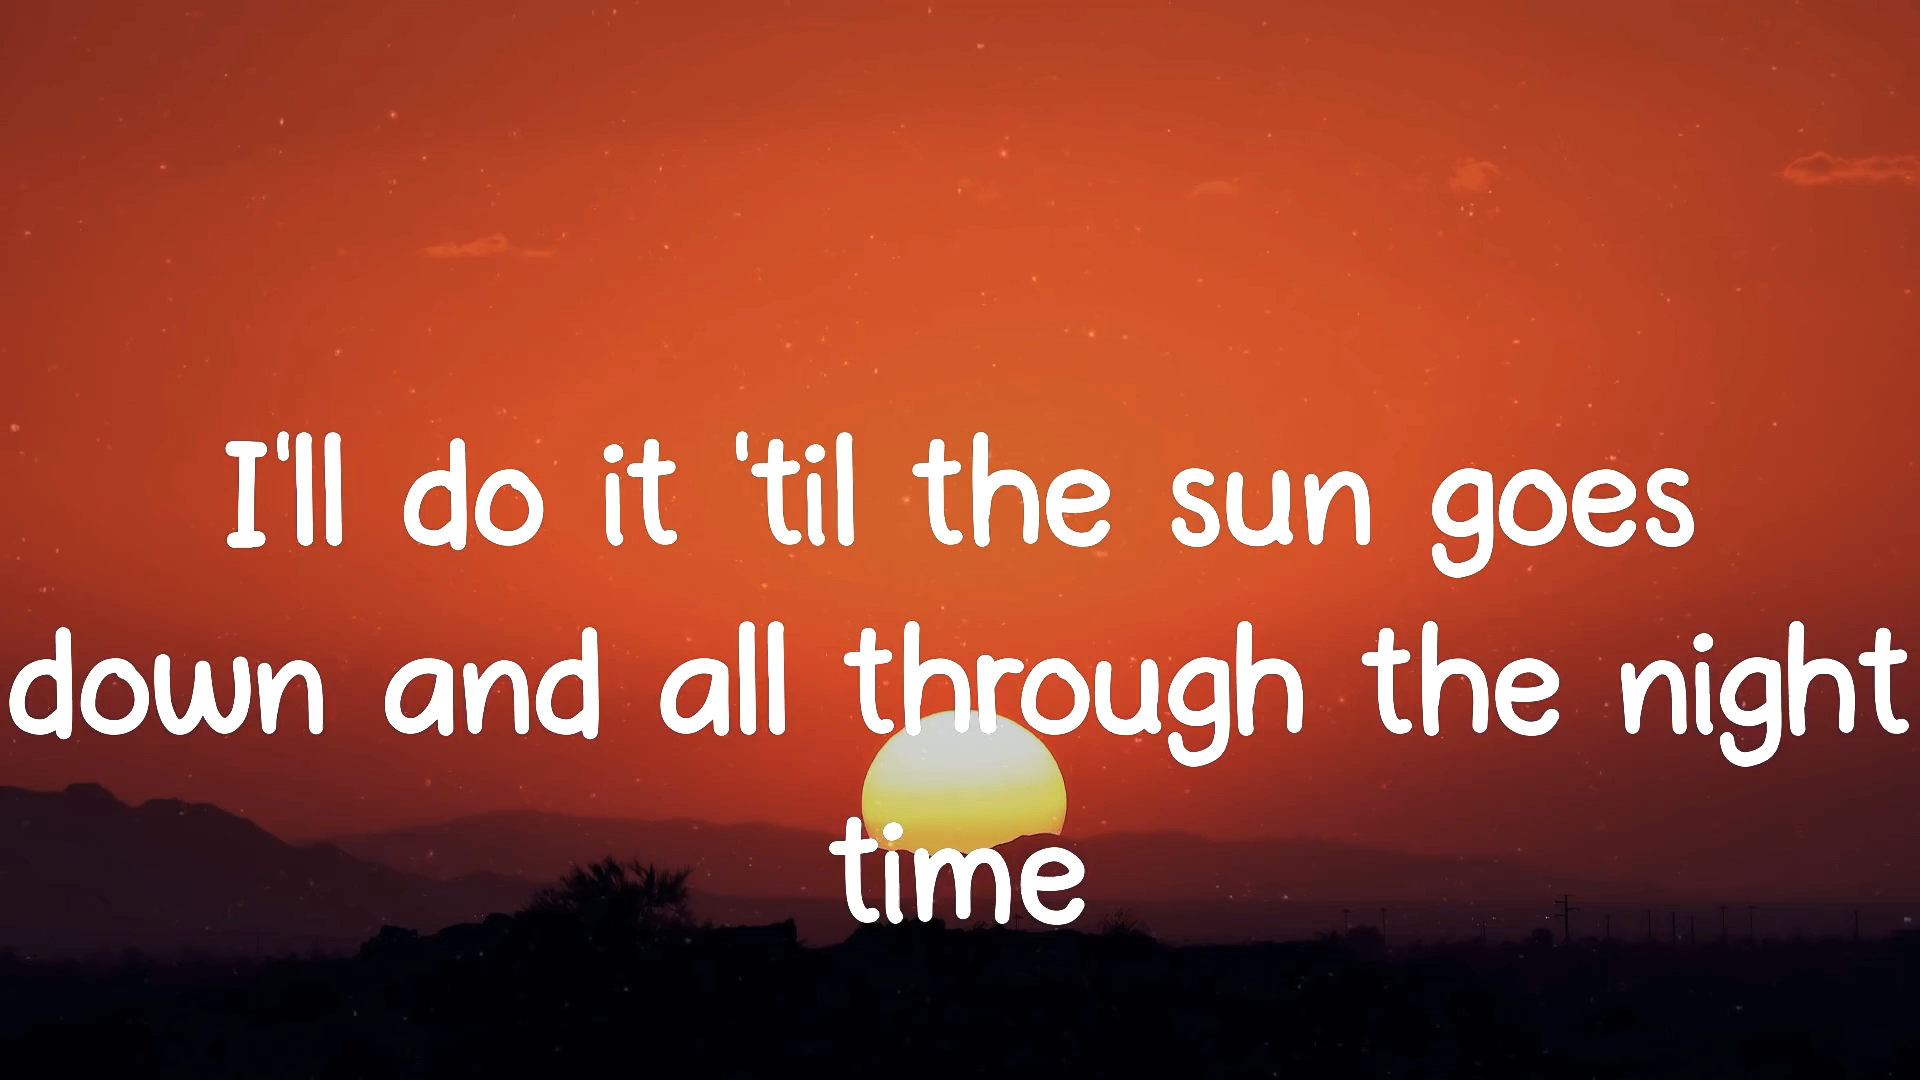 I'll do it 'til the sun goes
down and all through the night
time